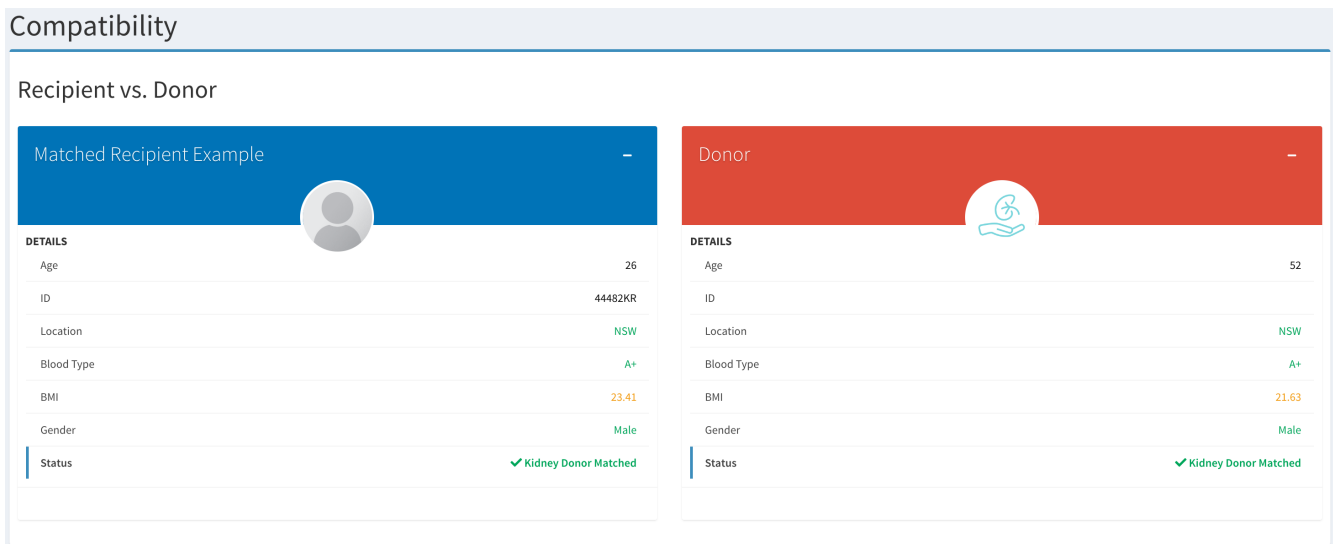 Compatibility
Recipient vs. Donor
Matched Recipient Example
DETAILS
Age 26
ID 44482KR
Location NSW
Blood Type A+
BMI 23.41
Gender Male
Status Kidney Donor Matched
Donor
DETAILS
Age 52
ID
Location NSW
Blood Type A+
BMI 21.63
Gender Male
Status Kidney Donor Matched